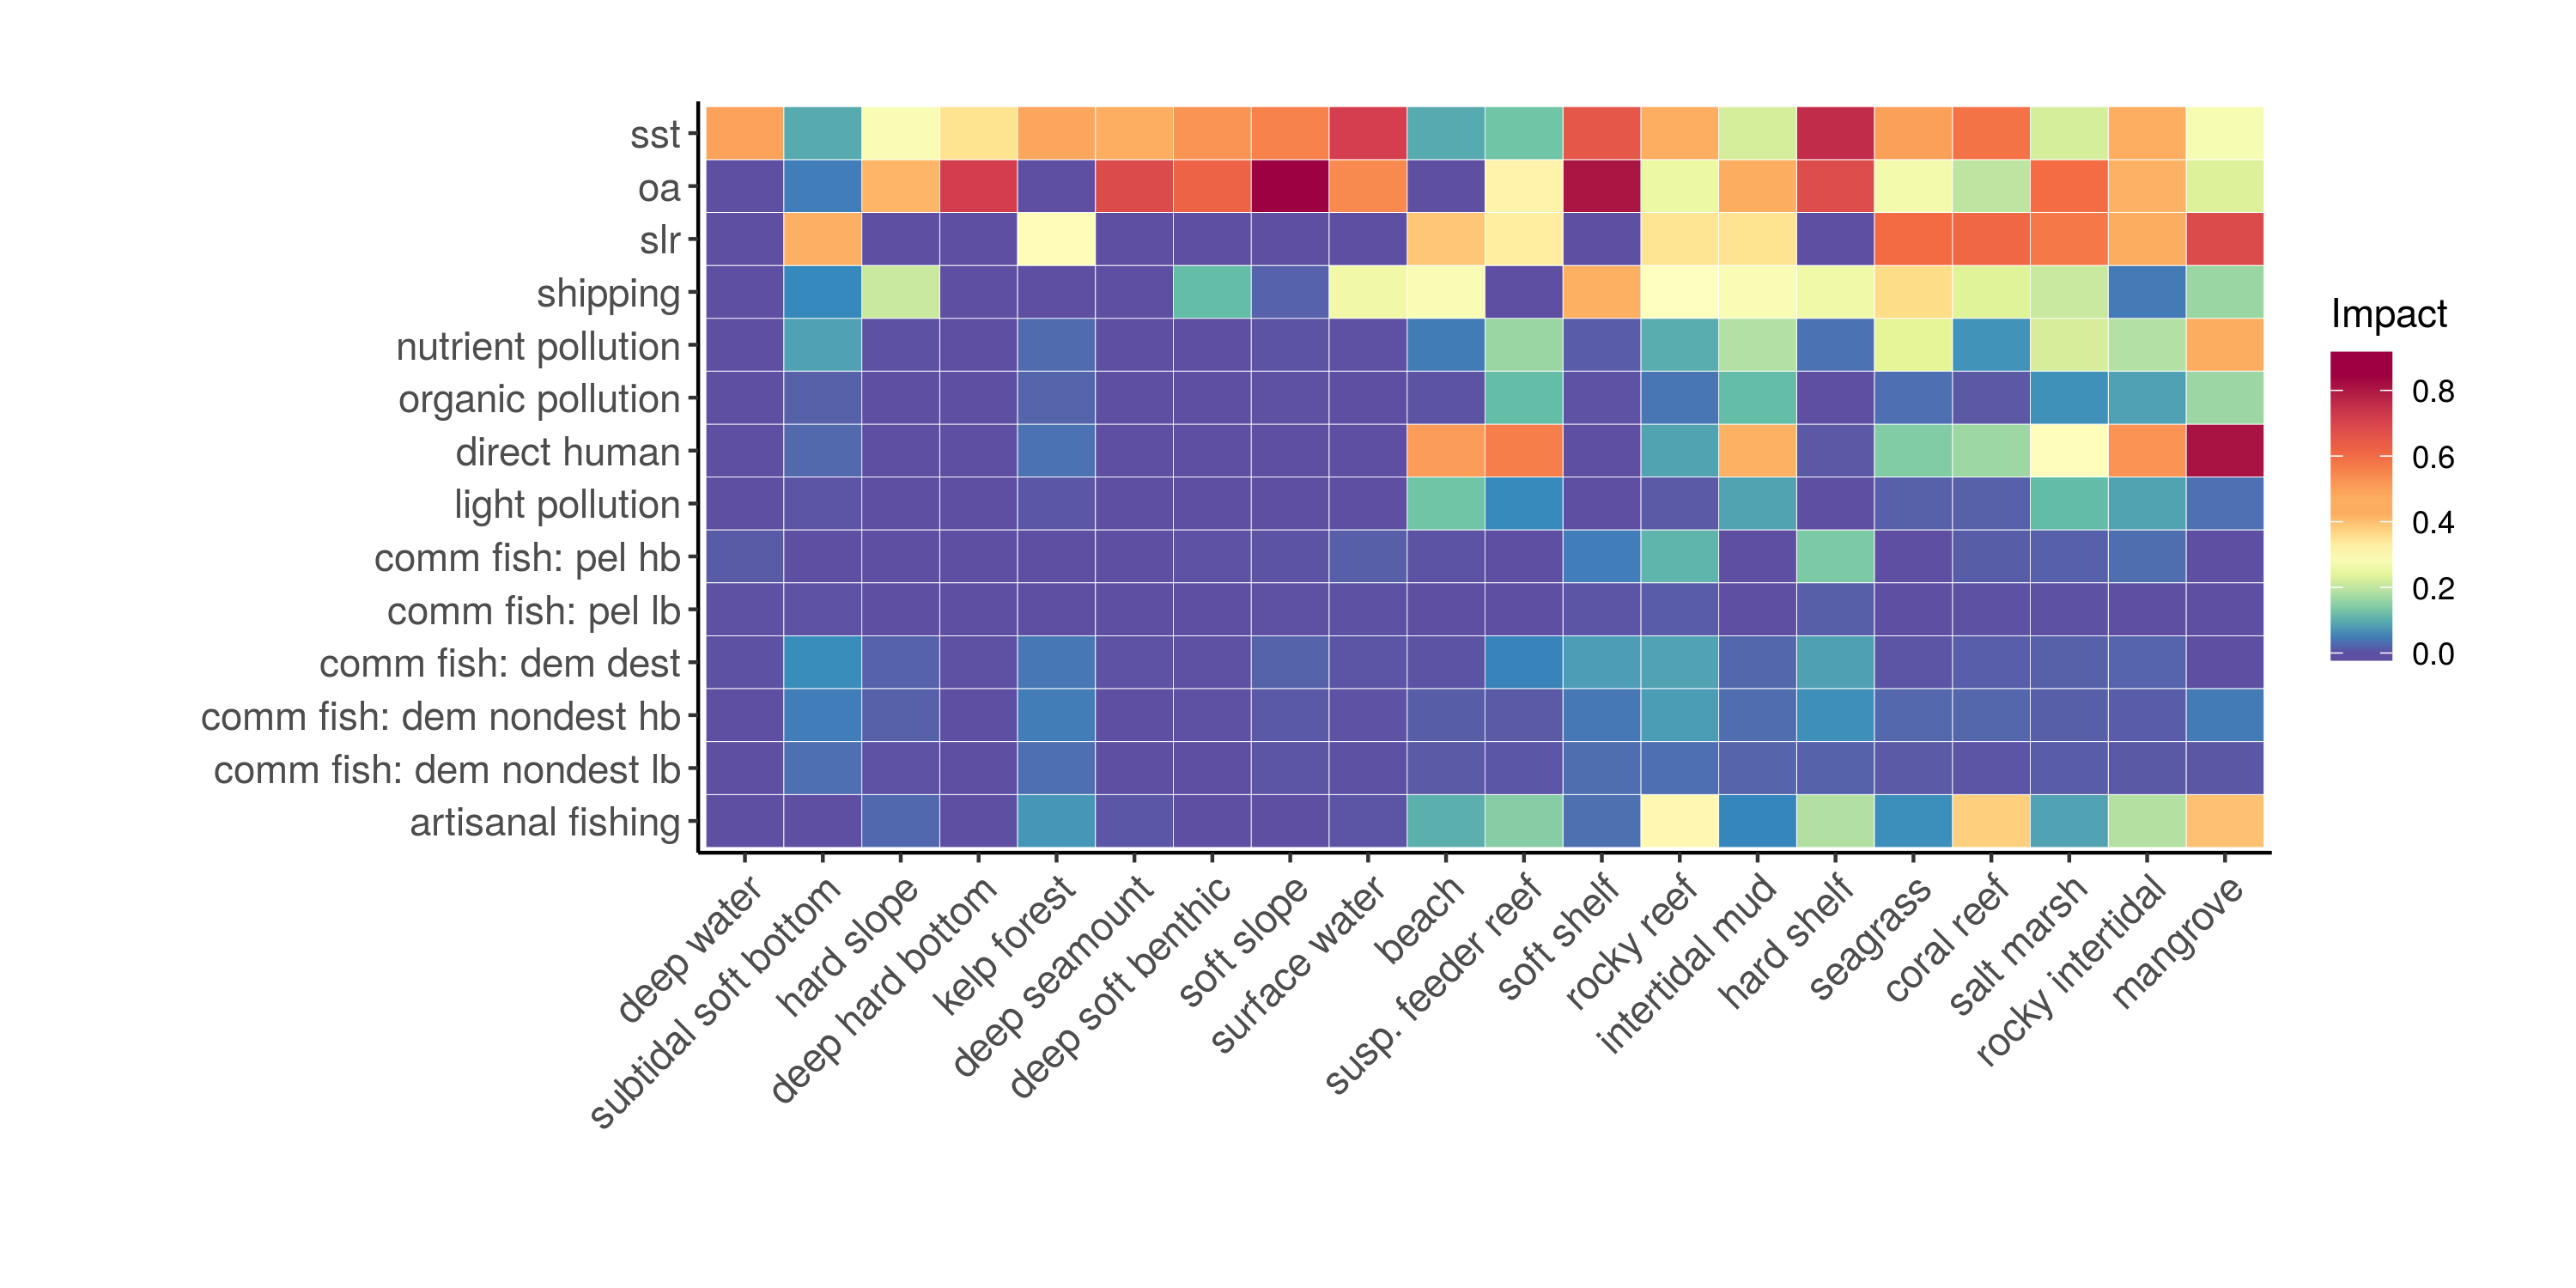 sst
oa
slr
shipping
nutrient pollution
organic pollution
direct human
light pollution
comm fish: pel hb
comm fish: pel lb
comm fish: dem dest
comm fish: dem nondest hb
comm fish: dem nondest lb
artisanal fishing
deep water
subtidal soft bottom
hard slope
deep hard bottom
kelp forest
deep seamount
deep soft benthic
soft slope
surface water
beach
susp. feeder reef
soft shelf
rocky reef
intertidal mud
hard shelf
seagrass
coral reef
salt marsh
rocky intertidal
mangrove
Impact
0.8
0.6
0.4
0.2
0.0